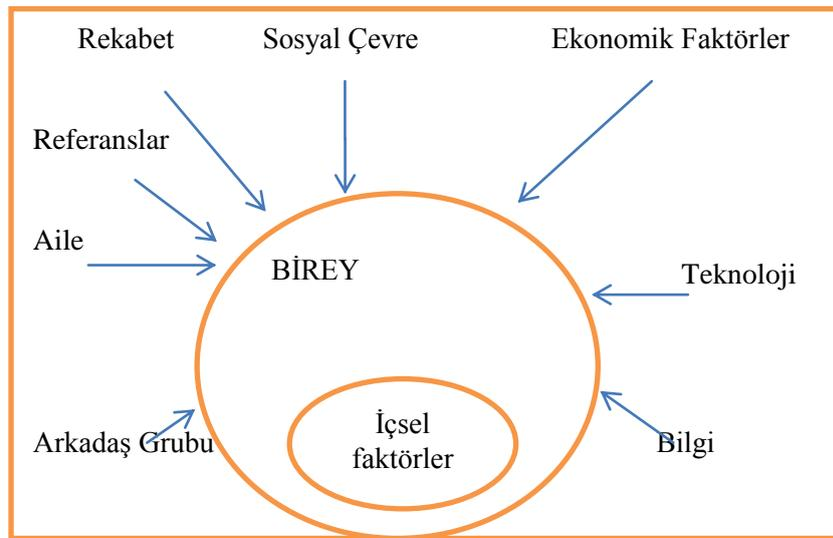 Rekabet
Sosyal Çevre
Ekonomik Faktörler
Referanslar
Aile
BİREY
Teknoloji
Arkadaş Grubu
İçsel
faktörler
Bilgi